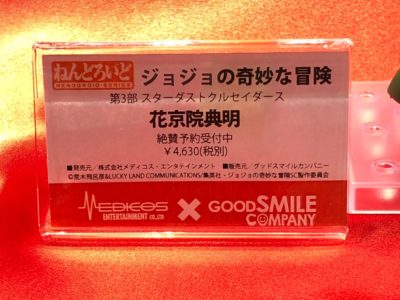 ねんどろいど
NENDOROID-SERIES
ジョジョの奇妙な冒険
第3部 スターダストクルセイダース
花京院典明
絶賛予約受付中
￥4,630(税別)
■発売元／株式会社メディコス・エンタテインメント ■販売元／グッドスマイルカンパニー
©荒木飛呂彦&LUCKY LAND COMMUNICATIONS/集英社・ジョジョの奇妙な冒険SC製作委員会
MEDICOS ENTERTAINMENT CO.,LTD × GOOD SMILE COMPANY